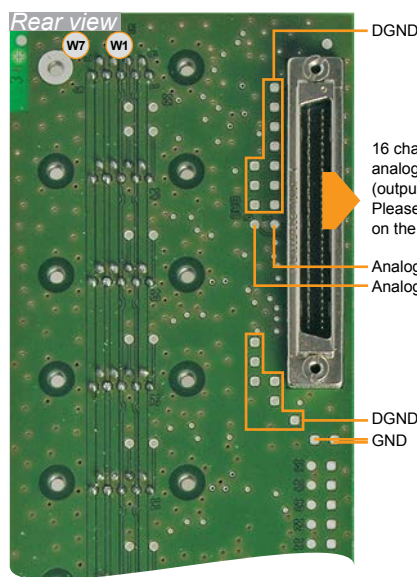 Rear view
W7 W1
DGND
16 cha
analog
(outpu
Please
on the
Analog
Analog
DGND
GND